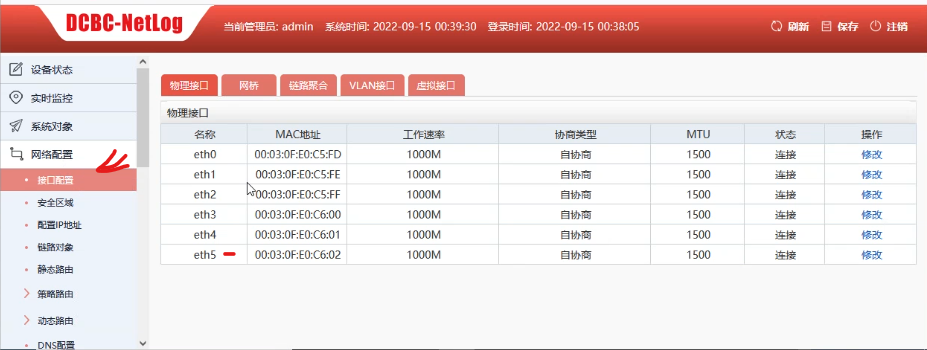 DCBC-NetLog
当前管理员: admin 系统时间: 2022-09-15 00:39:30 登录时间: 2022-09-15 00:38:05 刷新 保存 注销
设备状态
实时监控
系统对象
网络配置
接口配置
安全区域
配置IP地址
链路对象
静态路由
策略路由
动态路由
DNS配置
物理接口 网桥 链路聚合 VLAN接口 虚拟接口
物理接口
名称 MAC地址 工作速率 协商类型 MTU 状态 操作
eth0 00:03:0F:E0:C5:FD 1000M 自协商 1500 连接 修改
eth1 00:03:0F:E0:C5:FE 1000M 自协商 1500 连接 修改
eth2 00:03:0F:E0:C5:FF 1000M 自协商 1500 连接 修改
eth3 00:03:0F:E0:C6:00 1000M 自协商 1500 连接 修改
eth4 00:03:0F:E0:C6:01 1000M 自协商 1500 连接 修改
eth5 00:03:0F:E0:C6:02 1000M 自协商 1500 连接 修改